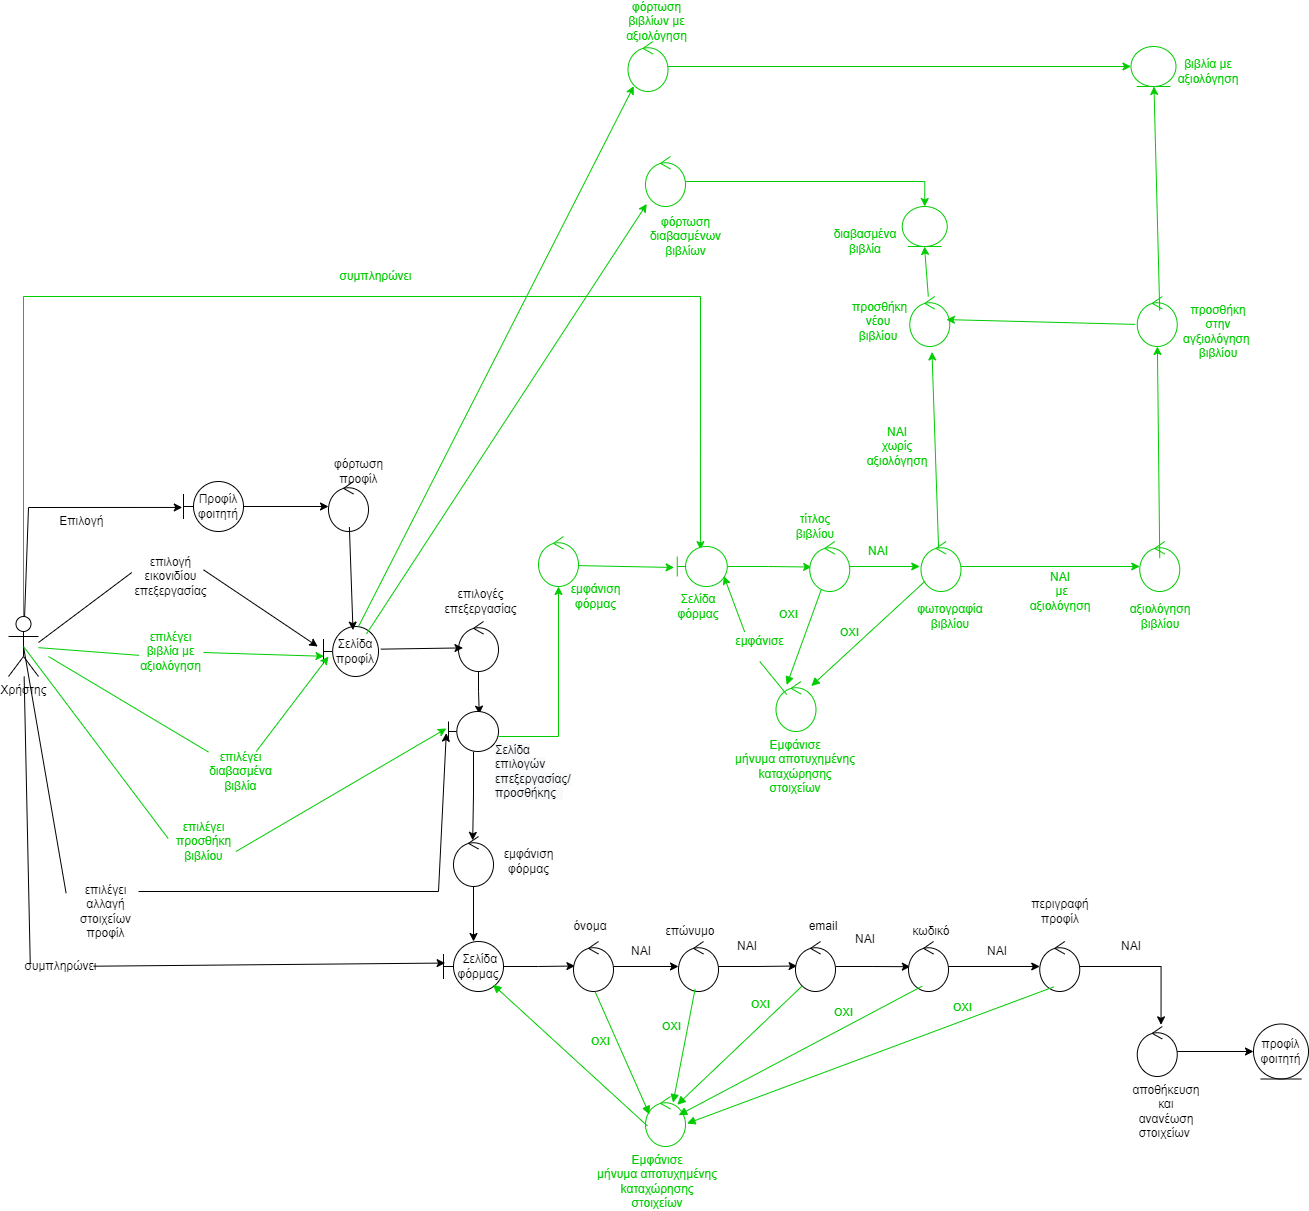 φόρτωση
βιβλίων με
αξιολόγηση
βιβλία με
αξιολόγηση
φόρτωση
διαβασμένων
βιβλίων
διαβασμένα
βιβλία
συμπληρώνει
προσθήκη
νέου
βιβλίου
προσθήκη
στην
αγξιολόγηση
βιβλίου
ΝΑΙ
χωρίς
αξιολόγηση
φόρτωση
προφίλ
Προφίλ
φοιτητή
Επιλογή
τίτλος
βιβλίου
ΝΑΙ
επιλογή
εικονιδίου
επεξεργασίας
εμφάνιση
φόρμας
Σελίδα
φόρμας
ΝΑΙ
με
αξιολόγηση
φωτογραφία
βιβλίου
αξιολόγηση
βιβλίου
επιλογές
επεξεργασίας
ΟΧΙ
ΟΧΙ
εμφάνισε
επιλέγει
βιβλία με
αξιολόγηση
Σελίδα
προφίλ
Χρήστης
Εμφάνισε
μήνυμα αποτυχημένης
καταχώρησης
στοιχείων
Σελίδα
επιλογών
επεξεργασίας/
προσθήκης
επιλέγει
διαβασμένα
βιβλία
επιλέγει
προσθήκη
βιβλίου
εμφάνιση
φόρμας
επιλέγει
αλλαγή
στοιχείων
προφίλ
συμπληρώνει
Σελίδα
φόρμας
όνομα
ΝΑΙ
επώνυμο
ΝΑΙ
email
ΝΑΙ
κωδικό
ΝΑΙ
περιγραφή
προφίλ
ΝΑΙ
ΟΧΙ
ΟΧΙ
ΟΧΙ
ΟΧΙ
ΟΧΙ
προφίλ
φοιτητή
αποθήκευση
και
ανανέωση
στοιχείων
Εμφάνισε
μήνυμα αποτυχημένης
καταχώρησης
στοιχείων